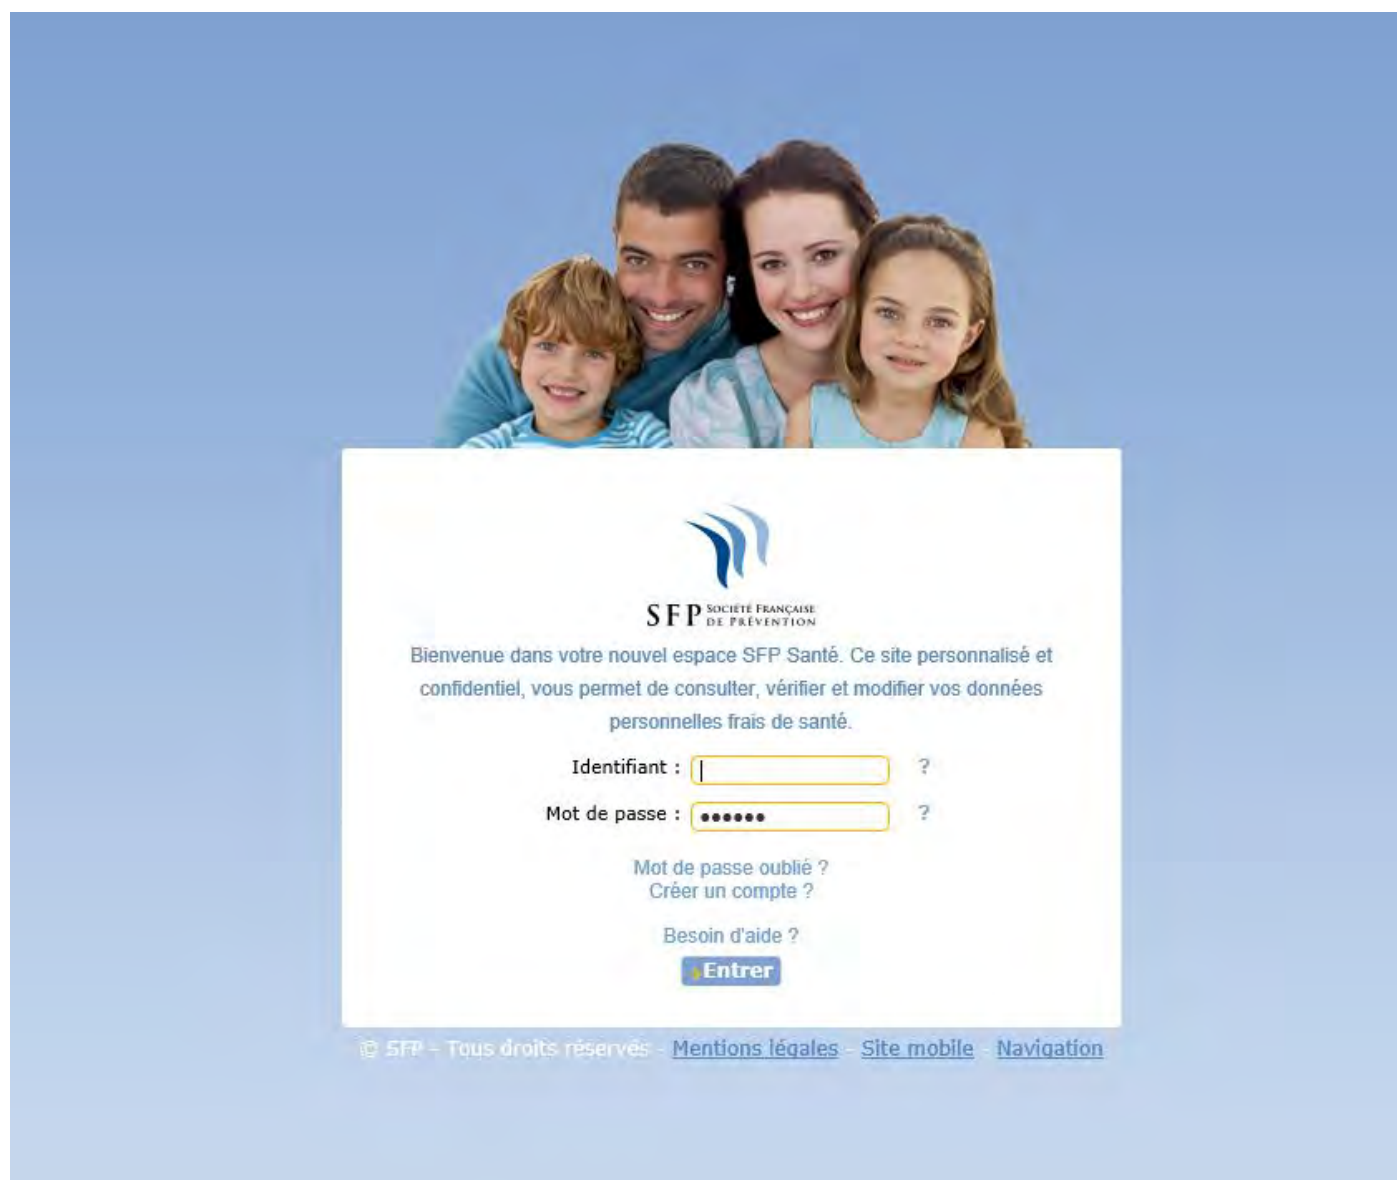 SFP SOCIÉTÉ FRANÇAISE
DE PRÉVENTION
Bienvenue dans votre nouvel espace SFP Santé. Ce site personnalisé et
confidentiel, vous permet de consulter, vérifier et modifier vos données
personnelles frais de santé.
Identifiant : ?
Mot de passe : •••••• ?
Mot de passe oublié ?
Créer un compte ?
Besoin d'aide ?
Entrer
© SFP - Tous droits réservés - Mentions légales - Site mobile - Navigation